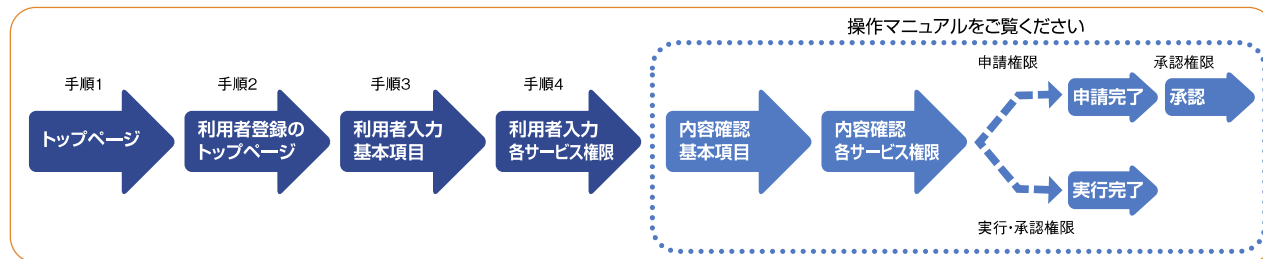 操作マニュアルをご覧ください
手順1
トップページ
手順2
利用者登録の
トップページ
手順3
利用者入力
基本項目
手順4
利用者入力
各サービス権限
内容確認
基本項目
内容確認
各サービス権限
申請権限
申請完了
承認権限
承認
実行完了
実行・承認権限